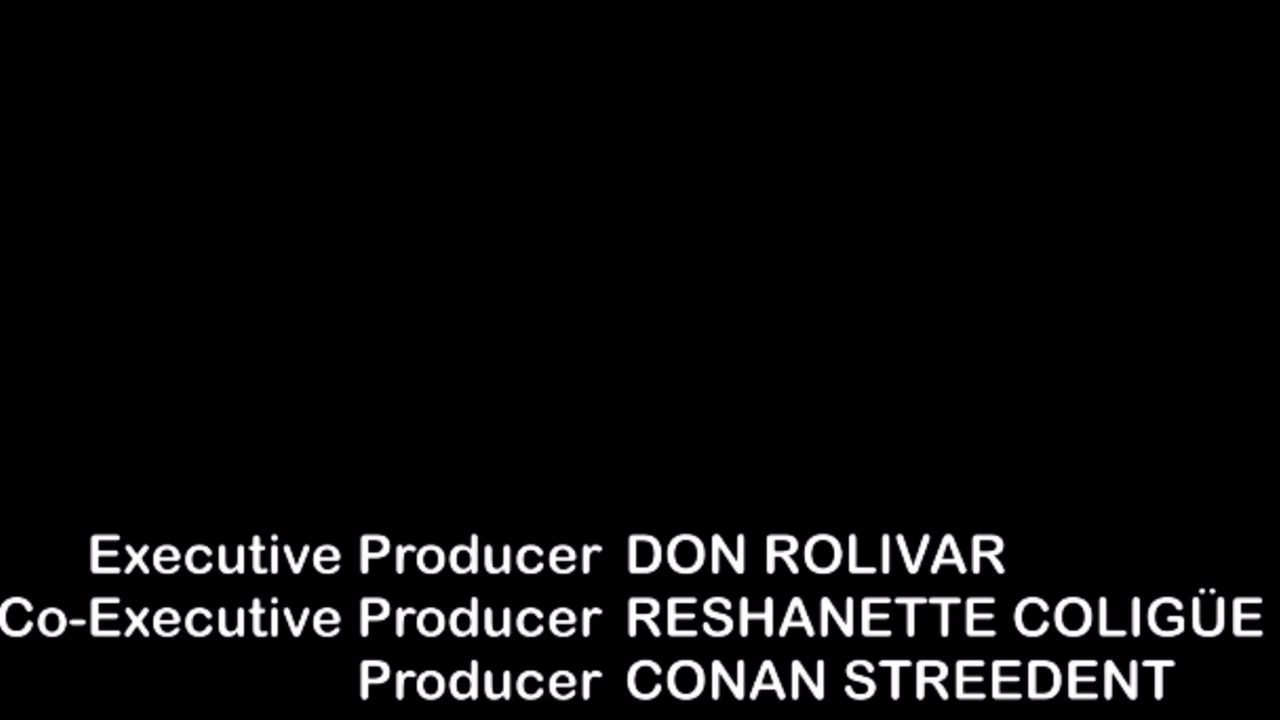 Executive Producer DON ROLIVAR
Co-Executive Producer RESHANETTE COLIGÜE
Producer CONAN STREEDENT